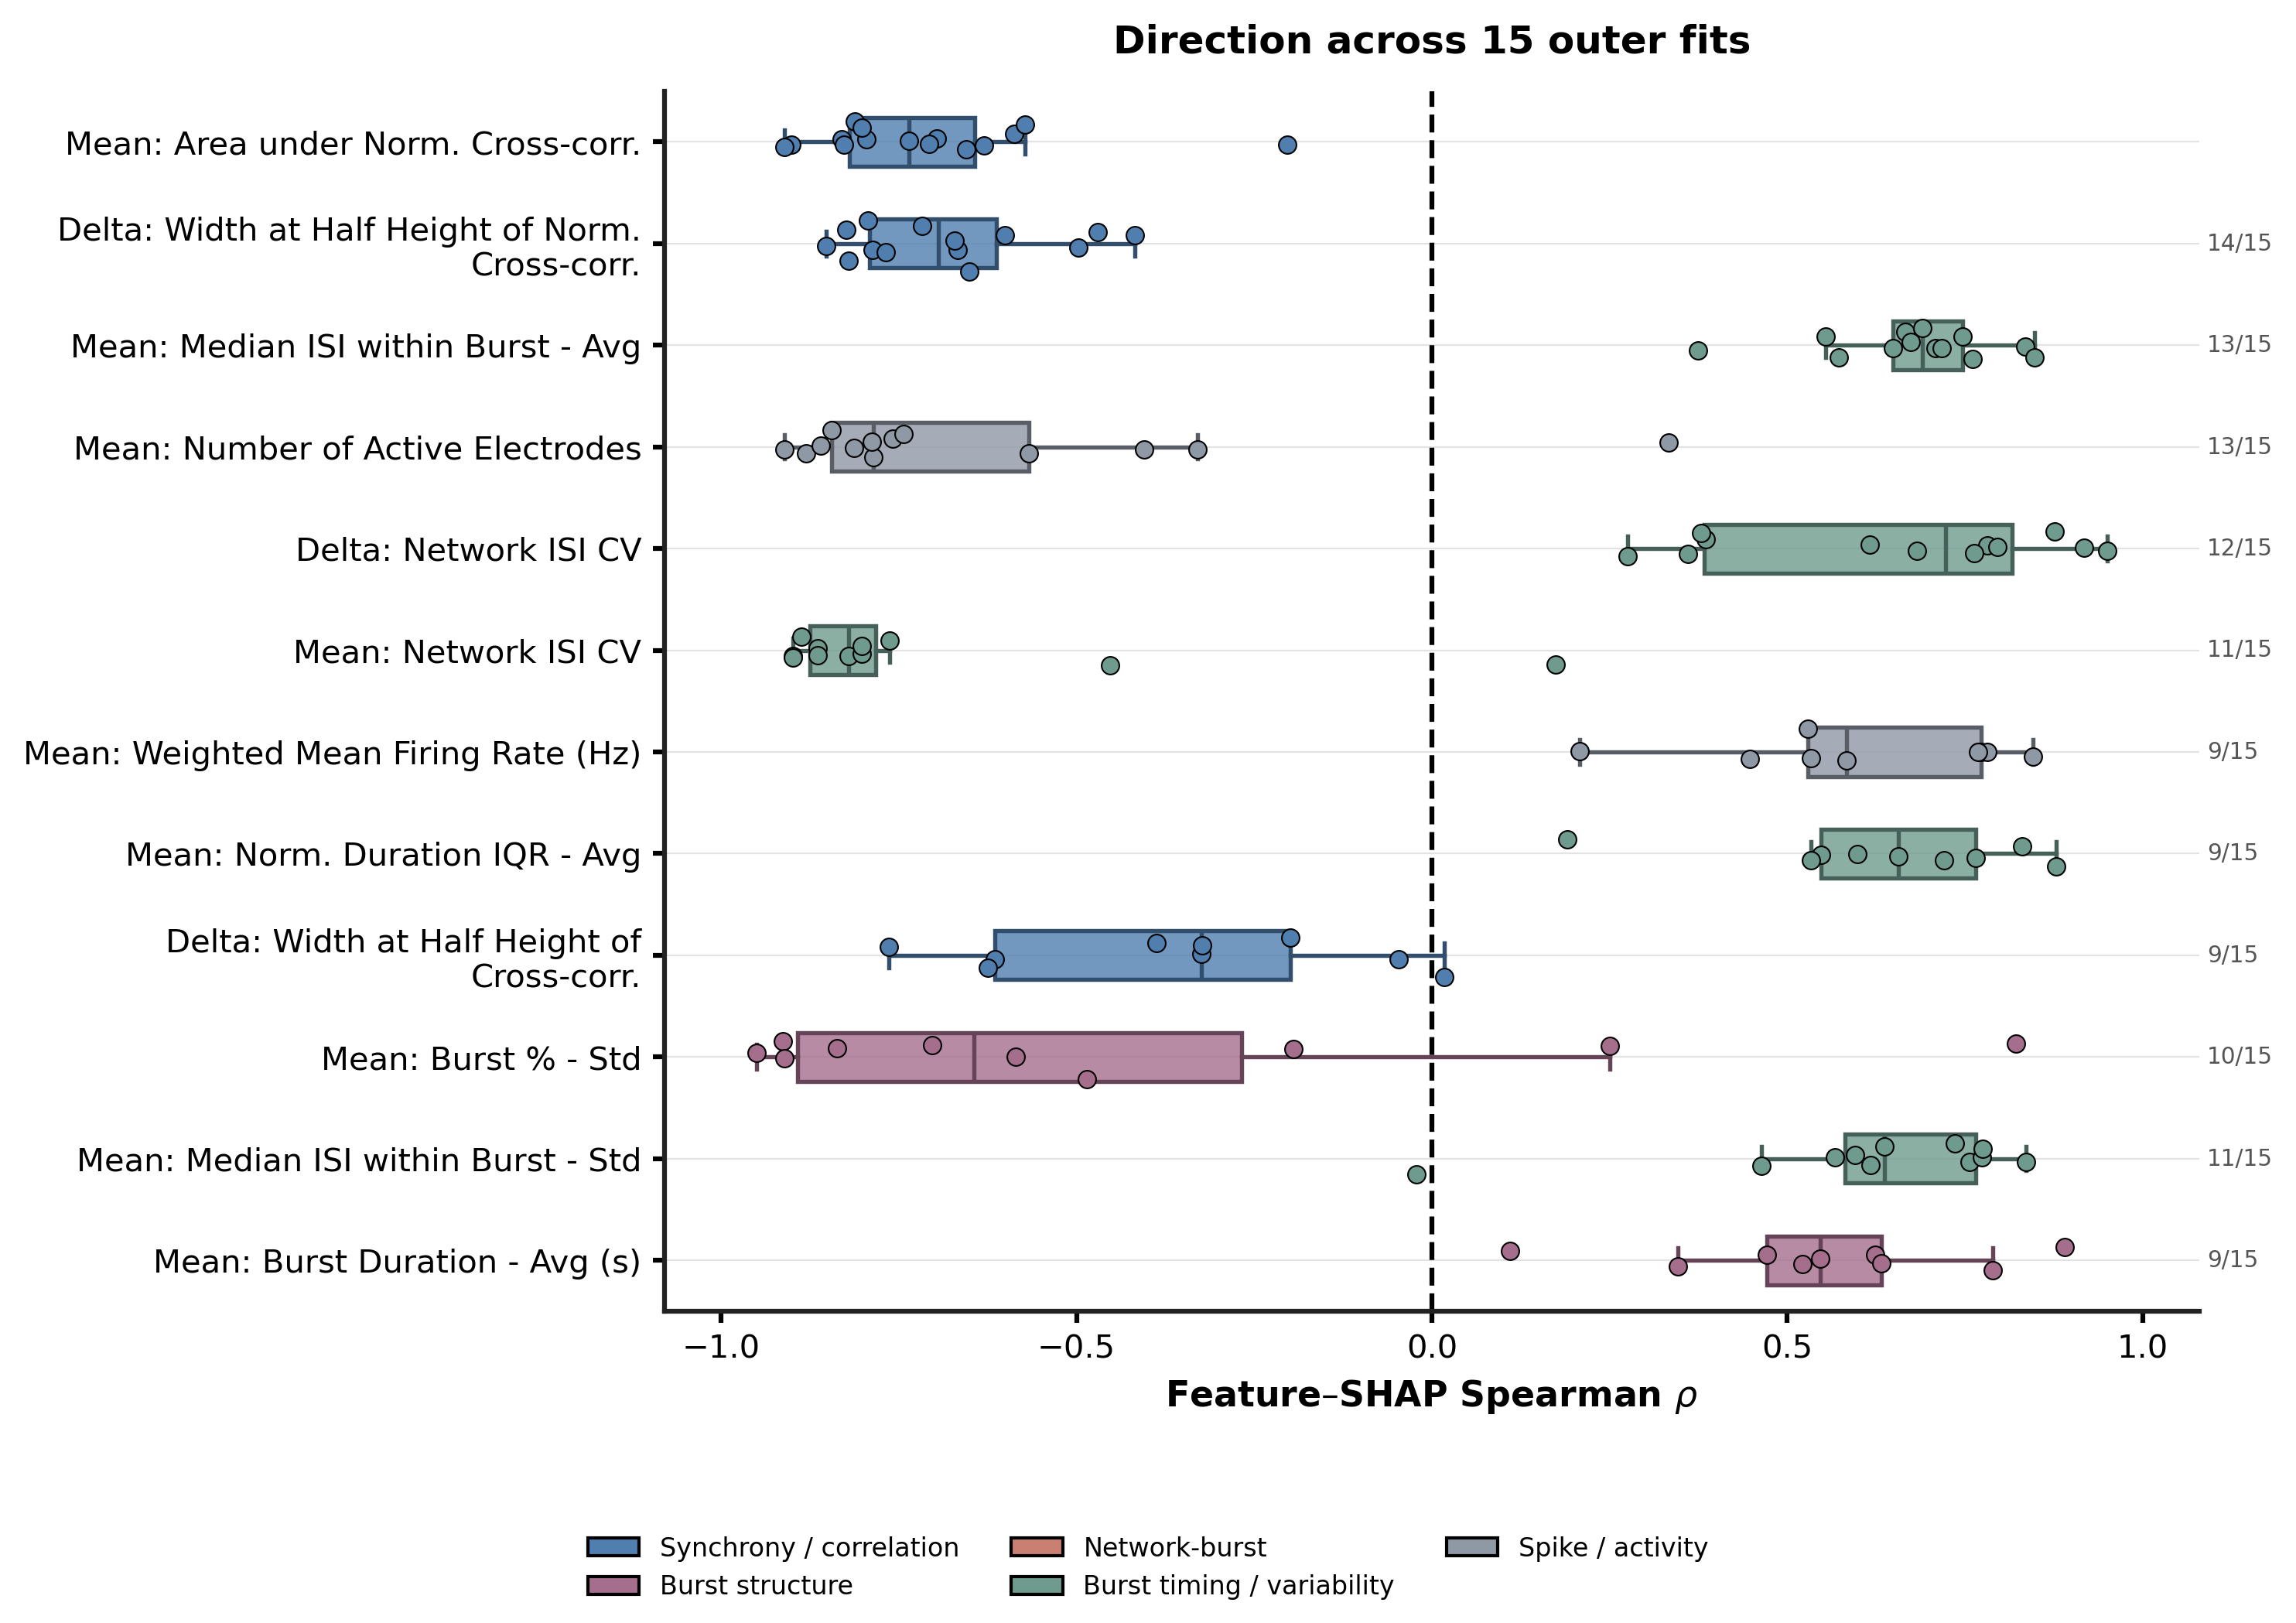 Direction across 15 outer fits
Mean: Area under Norm. Cross-corr.
Delta: Width at Half Height of Norm.
Cross-corr.
14/15
Mean: Median ISI within Burst - Avg
13/15
Mean: Number of Active Electrodes
13/15
Delta: Network ISI CV
12/15
Mean: Network ISI CV
11/15
Mean: Weighted Mean Firing Rate (Hz)
9/15
Mean: Norm. Duration IQR - Avg
9/15
Delta: Width at Half Height of
Cross-corr.
9/15
Mean: Burst % - Std
10/15
Mean: Median ISI within Burst - Std
11/15
Mean: Burst Duration - Avg (s)
9/15
−1.0 −0.5 0.0 0.5 1.0
Feature–SHAP Spearman ρ
Synchrony / correlation
Burst structure
Network-burst
Burst timing / variability
Spike / activity